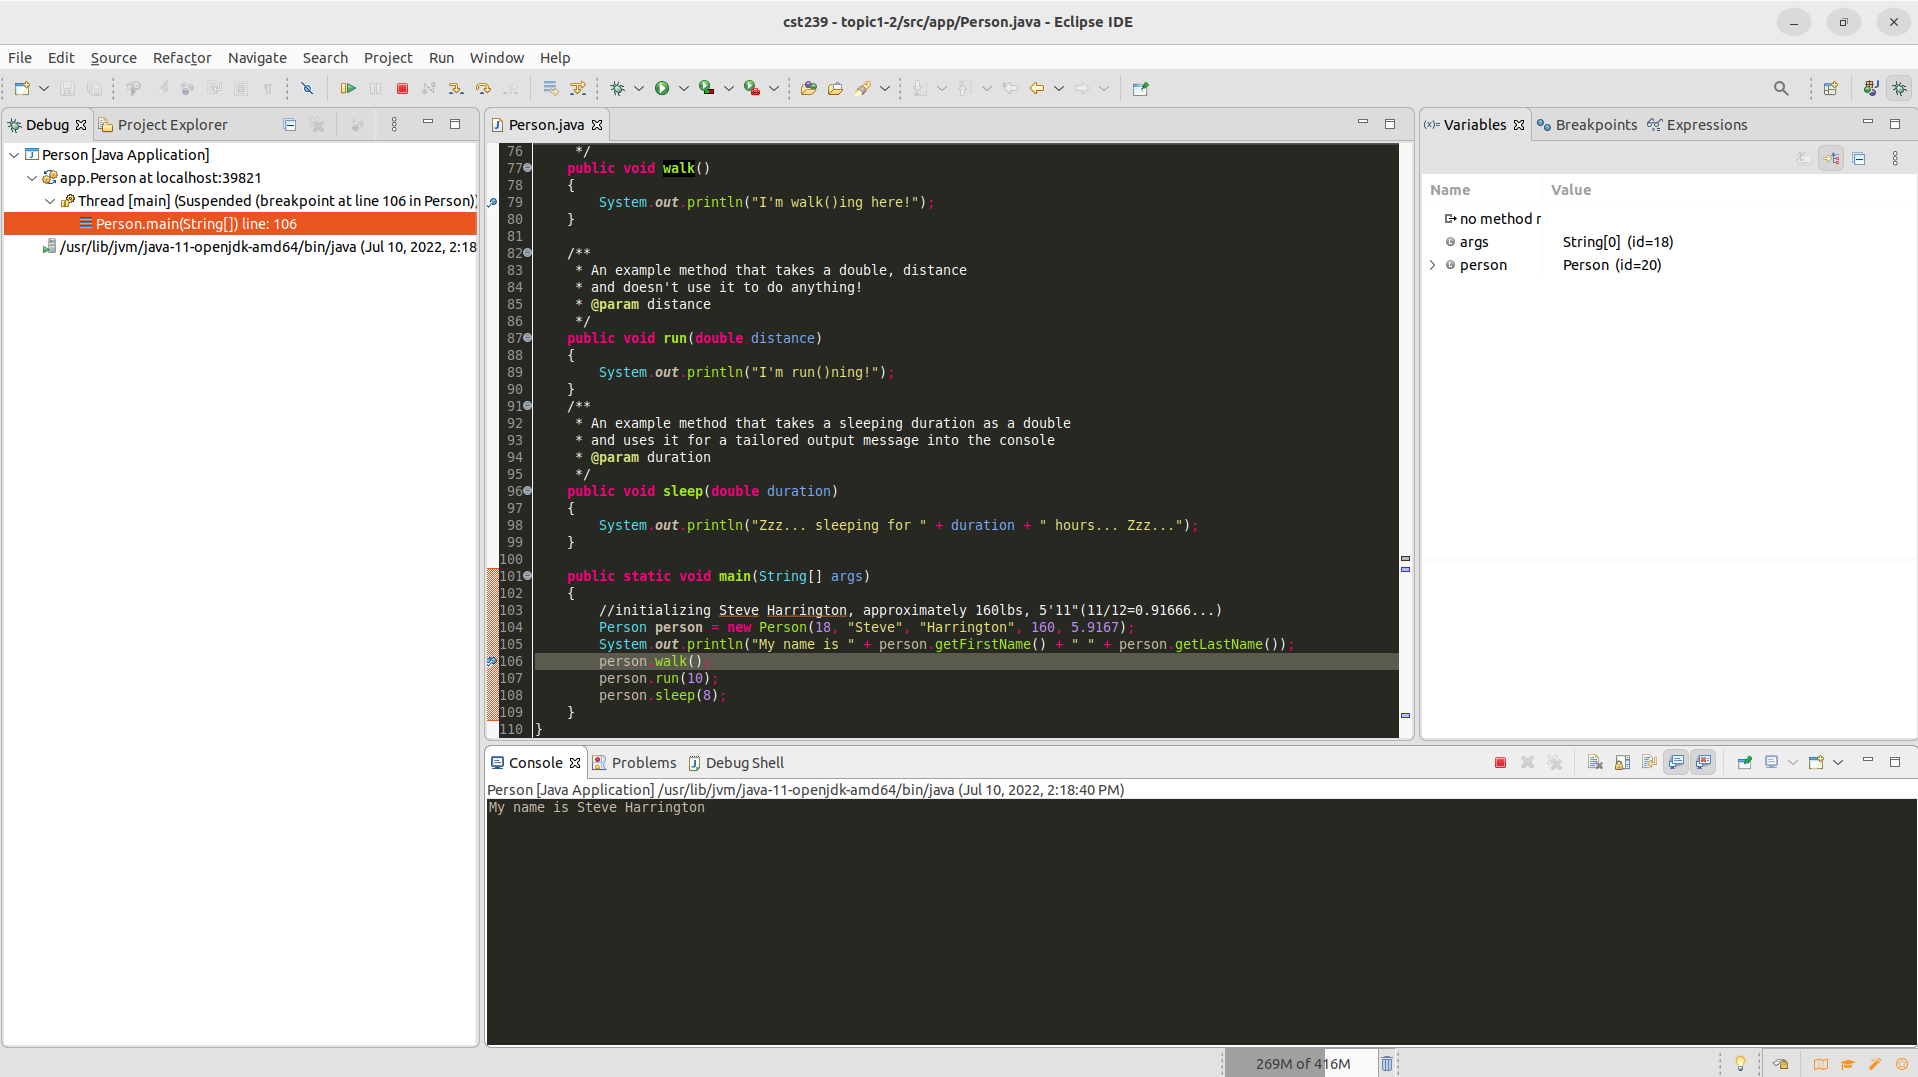 cst239 - topic1-2/src/app/Person.java - Eclipse IDE
File Edit Source Refactor Navigate Search Project Run Window Help
Debug Project Explorer
Person [Java Application]
app.Person at localhost:39821
Thread [main] (Suspended (breakpoint at line 106 in Person))
Person.main(String[]) line: 106
/usr/lib/jvm/java-11-openjdk-amd64/bin/java (Jul 10, 2022, 2:18
Person.java
76 */
77 public void walk()
78 {
79 System.out.println("I'm walk()ing here!");
80 }
81
82 /**
83 * An example method that takes a double, distance
84 * and doesn't use it to do anything!
85 * @param distance
86 */
87 public void run(double distance)
88 {
89 System.out.println("I'm run()ning!");
90 }
91 /**
92 * An example method that takes a sleeping duration as a double
93 * and uses it for a tailored output message into the console
94 * @param duration
95 */
96 public void sleep(double duration)
97 {
98 System.out.println("Zzz... sleeping for " + duration + " hours... Zzz...");
99 }
100
101 public static void main(String[] args)
102 {
103 //initializing Steve Harrington, approximately 160lbs, 5'11"(11/12=0.91666...)
104 Person person = new Person(18, "Steve", "Harrington", 160, 5.9167);
105 System.out.println("My name is " + person.getFirstName() + " " + person.getLastName());
106 person.walk();
107 person.run(10);
108 person.sleep(8);
109 }
110 }
(x)= Variables Breakpoints Expressions
Name Value
no method r
args String[0] (id=18)
person Person (id=20)
Console Problems Debug Shell
Person [Java Application] /usr/lib/jvm/java-11-openjdk-amd64/bin/java (Jul 10, 2022, 2:18:40 PM)
My name is Steve Harrington
269M of 416M